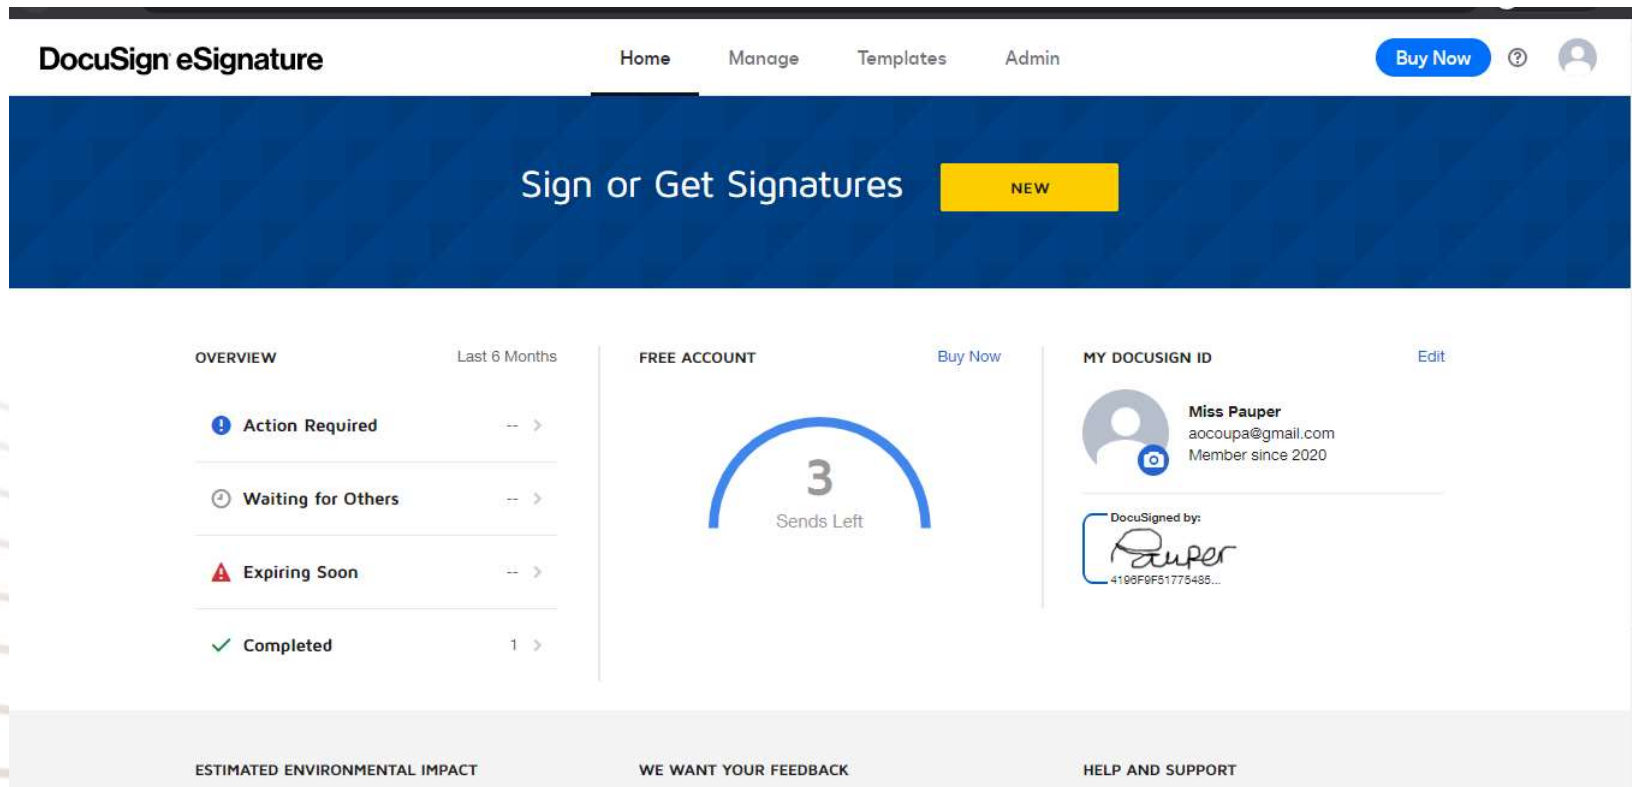 DocuSign eSignature
Home Manage Templates Admin
Buy Now
Sign or Get Signatures NEW
OVERVIEW Last 6 Months
Action Required -- >
Waiting for Others -- >
Expiring Soon -- >
Completed 1 >
FREE ACCOUNT Buy Now
3
Sends Left
MY DOCUSIGN ID Edit
Miss Pauper
aocoupa@gmail.com
Member since 2020
DocuSigned by:
Pauper
4196F9F51775485...
ESTIMATED ENVIRONMENTAL IMPACT
WE WANT YOUR FEEDBACK
HELP AND SUPPORT